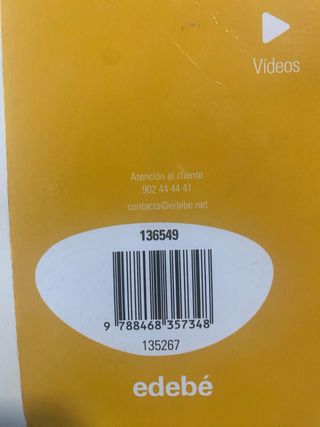 Vídeos
Atención al cliente
902 44 44 41
contacta@edebe.net
136549
9 788468 357348
135267
edebé